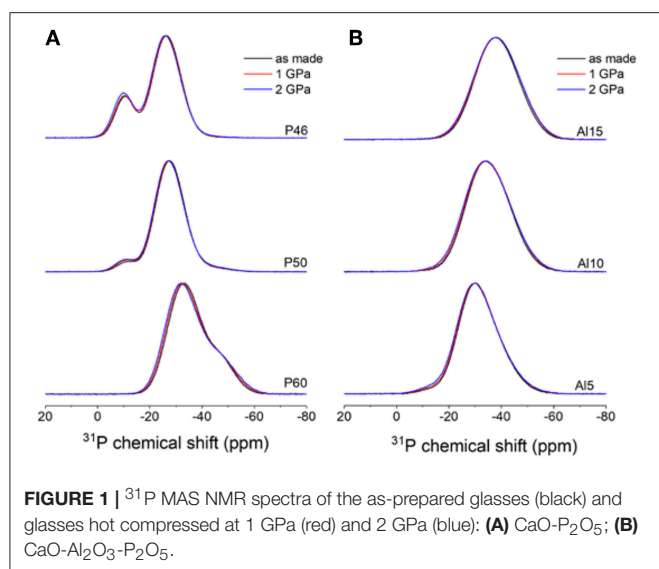 A
as made
1 GPa
2 GPa
P46
P50
P60
20 0 -20 -40 -60 -80
³¹P chemical shift (ppm)
B
as made
1 GPa
2 GPa
Al15
Al10
Al5
20 0 -20 -40 -60 -80
³¹P chemical shift (ppm)
FIGURE 1 | ³¹P MAS NMR spectra of the as-prepared glasses (black) and
glasses hot compressed at 1 GPa (red) and 2 GPa (blue): (A) CaO-P₂O₅; (B)
CaO-Al₂O₃-P₂O₅.